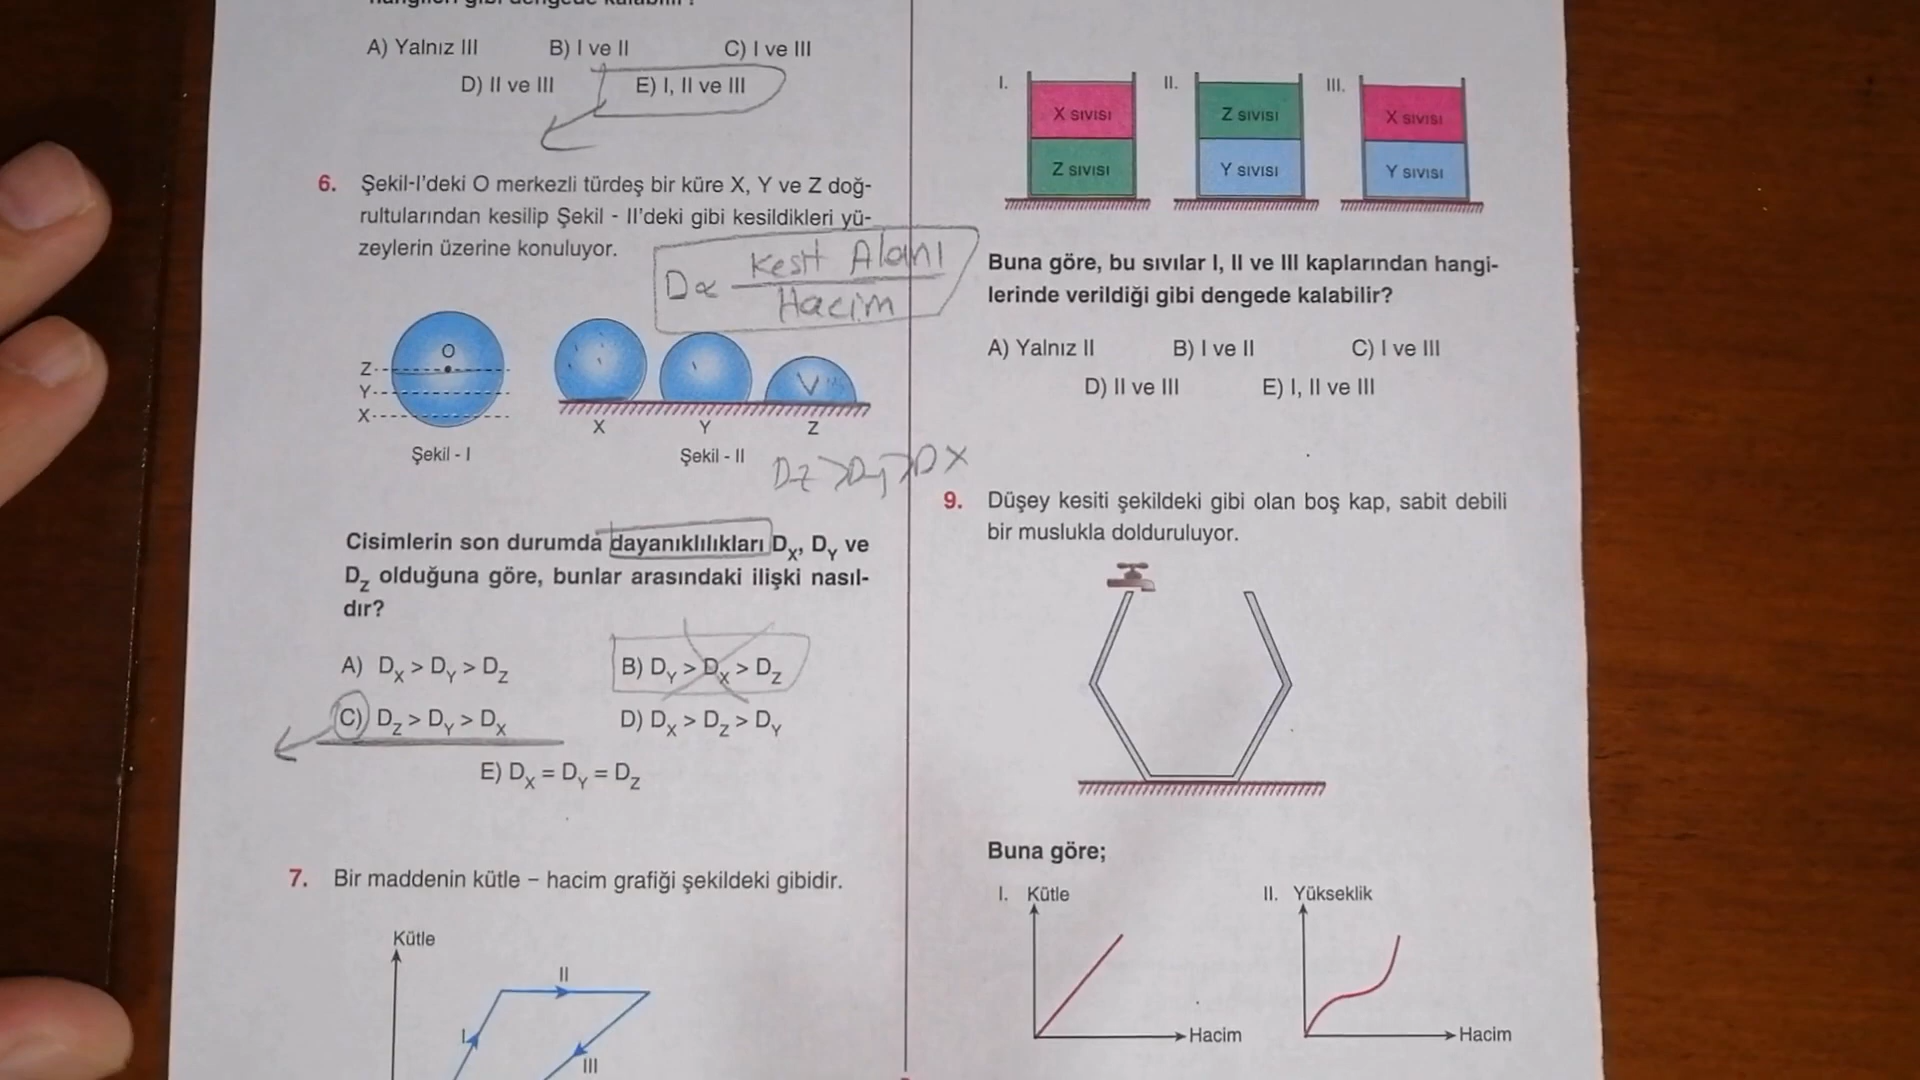 A) Yalnız III B) I ve II C) I ve III
D) II ve III E) I, II ve III
6. Şekil-I'deki O merkezli türdeş bir küre X, Y ve Z doğ-
rultularından kesilip Şekil - II'deki gibi kesildikleri yü-
zeylerin üzerine konuluyor.
D∝ Kesit Alanı
Hacim
O
Z
Y
X
Şekil - I
V
X Y Z
Şekil - II
DZ > Dy > DX
Cisimlerin son durumda dayanıklılıkları DX, DY ve
DZ olduğuna göre, bunlar arasındaki ilişki nasıl-
dır?
A) DX > DY > DZ B) DY > DX > DZ
C) DZ > DY > DX D) DX > DZ > DY
E) DX = DY = DZ
7. Bir maddenin kütle – hacim grafiği şekildeki gibidir.
Kütle
II
I
III
I. II. III.
X SIVISI Z SIVISI X SIVISI
Z SIVISI Y SIVISI Y SIVISI
Buna göre, bu sıvılar I, II ve III kaplarından hangi-
lerinde verildiği gibi dengede kalabilir?
A) Yalnız II B) I ve II C) I ve III
D) II ve III E) I, II ve III
9. Düşey kesiti şekildeki gibi olan boş kap, sabit debili
bir muslukla dolduruluyor.
Buna göre;
I. Kütle II. Yükseklik
Hacim Hacim